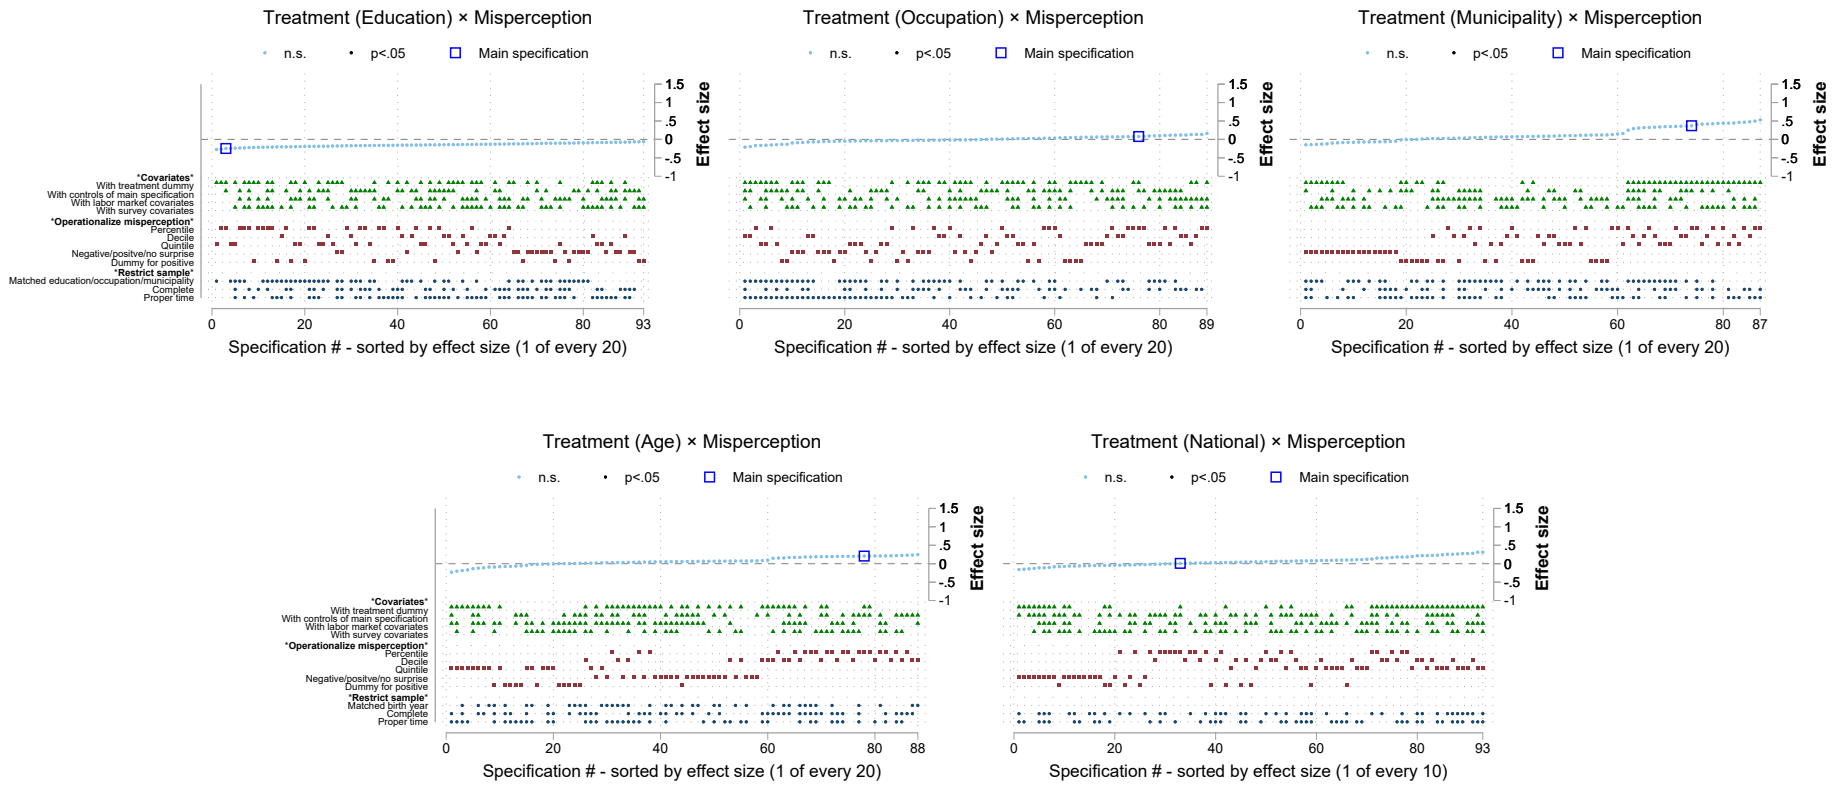 Treatment (Education) × Misperception
n.s.
p<.05
Main specification
1.5
1
.5
0
-.5
-1
Effect size
*Covariates*
With treatment dummy
With controls of main specification
With labor market covariates
With survey covariates
*Operationalize misperception*
Percentile
Decile
Quintile
Negative/positve/no surprise
Dummy for positive
*Restrict sample*
Matched education/occupation/municipality
Complete
Proper time
0 20 40 60 80 93
Specification # - sorted by effect size (1 of every 20)
Treatment (Occupation) × Misperception
n.s.
p<.05
Main specification
1.5
1
.5
0
-.5
-1
Effect size
0 20 40 60 80 89
Specification # - sorted by effect size (1 of every 20)
Treatment (Municipality) × Misperception
n.s.
p<.05
Main specification
1.5
1
.5
0
-.5
-1
Effect size
0 20 40 60 80 87
Specification # - sorted by effect size (1 of every 20)
Treatment (Age) × Misperception
n.s.
p<.05
Main specification
1.5
1
.5
0
-.5
-1
Effect size
*Covariates*
With treatment dummy
With controls of main specification
With labor market covariates
With survey covariates
*Operationalize misperception*
Percentile
Decile
Quintile
Negative/positve/no surprise
Dummy for positive
*Restrict sample*
Matched birth year
Complete
Proper time
0 20 40 60 80 88
Specification # - sorted by effect size (1 of every 20)
Treatment (National) × Misperception
n.s.
p<.05
Main specification
1.5
1
.5
0
-.5
-1
Effect size
0 20 40 60 80 93
Specification # - sorted by effect size (1 of every 10)